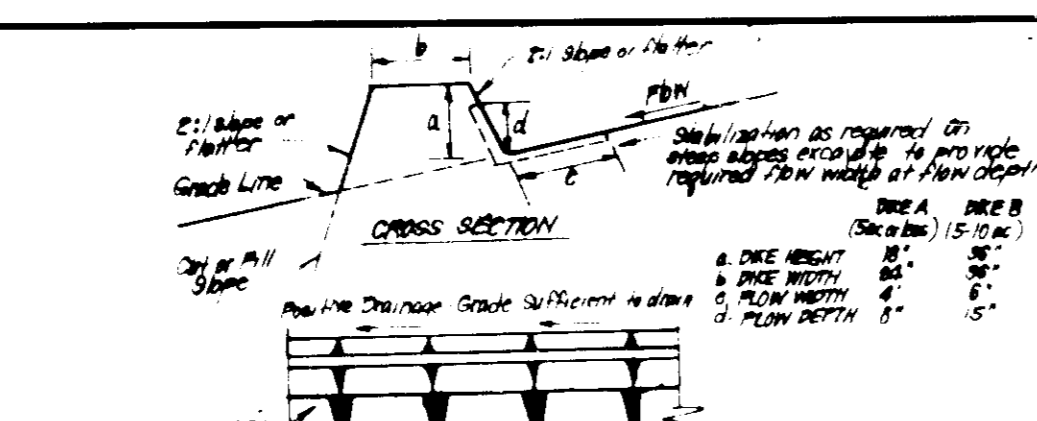 b
2:1 Slope or flatter
Flow
2:1 slope or
flatter
a
d
Stabilization as required on
steep slopes excavate to provide
required flow width at flow depth
Grade Line
c
CROSS SECTION
Cut or Fill
Slope
DIKE A DIKE B
(5ac or less) (5-10 ac)
a. DIKE HEIGHT 18" 36"
b DIKE WIDTH 24" 36"
c, FLOW WIDTH 4' 6'
d. FLOW DEPTH 8" 15"
Positive Drainage Grade Sufficient to drain